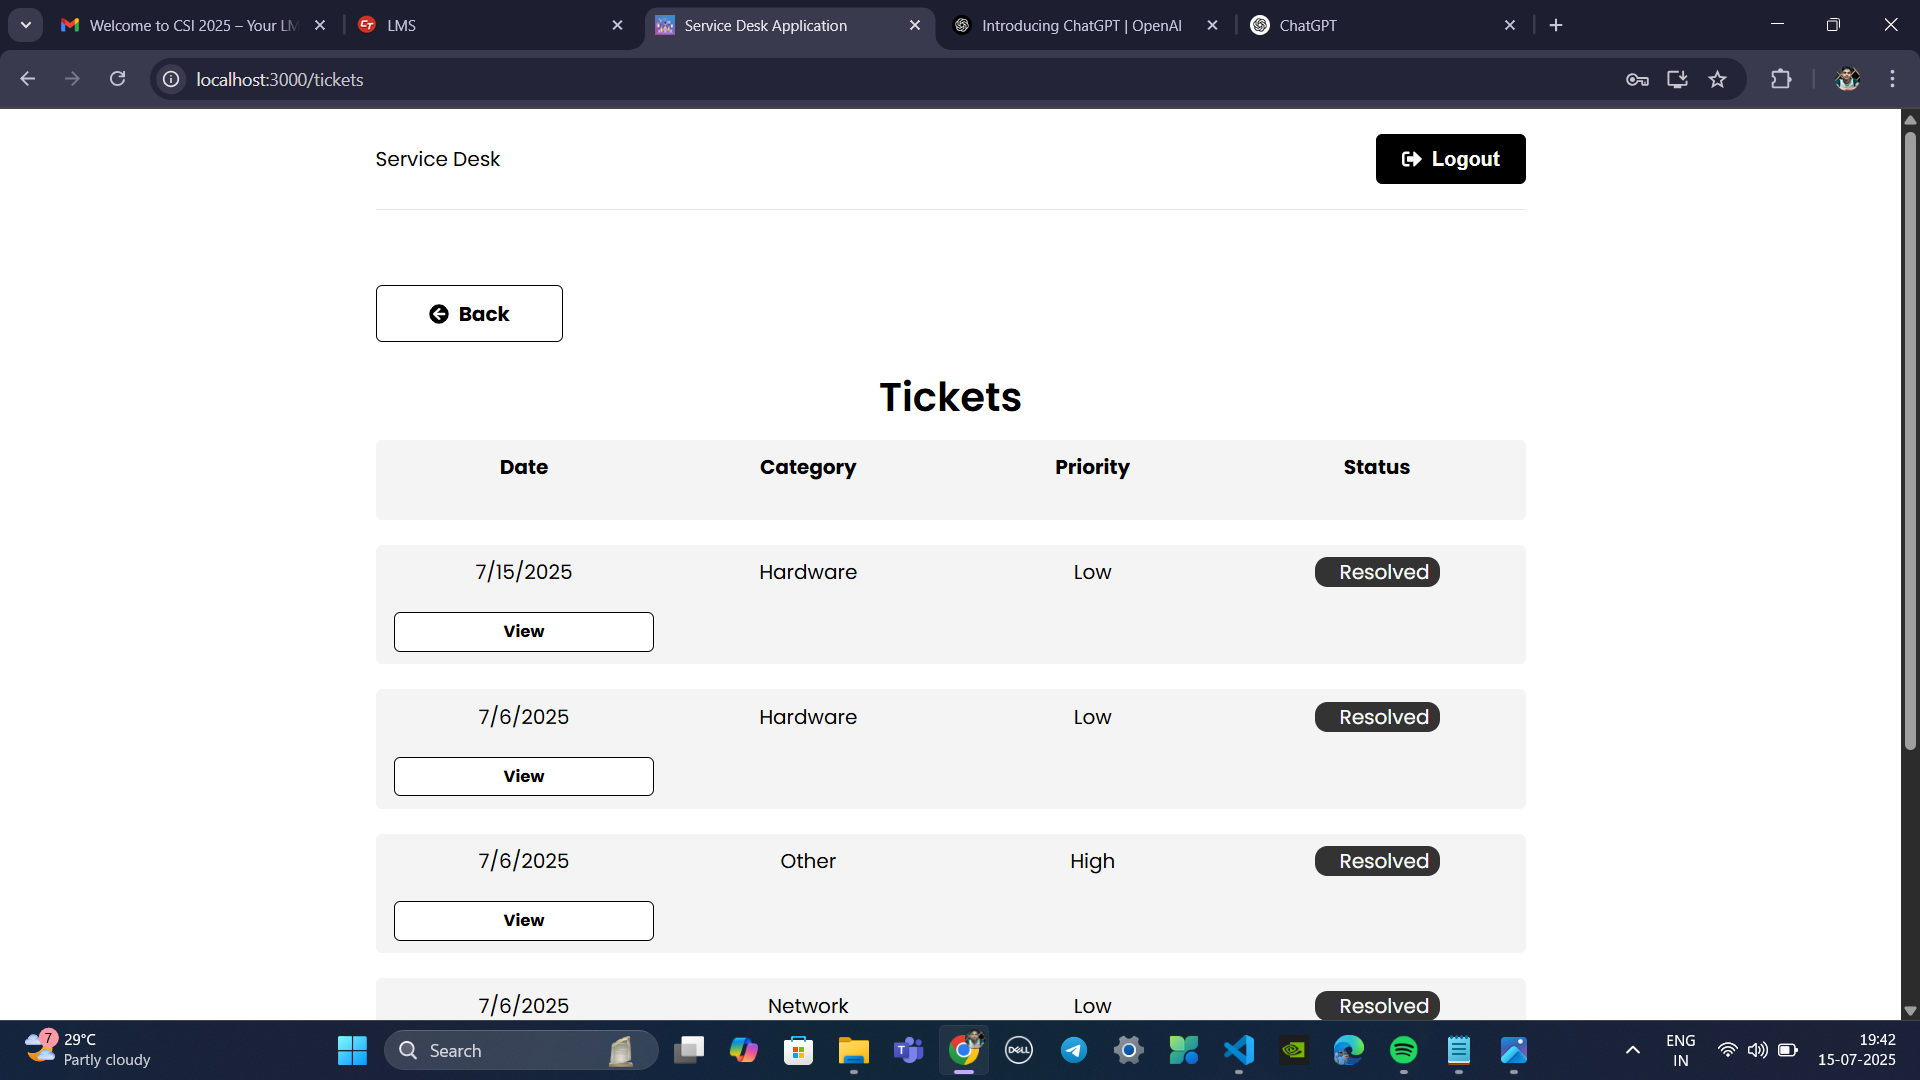 Welcome to CSI 2025 – Your LM
LMS
Service Desk Application
Introducing ChatGPT | OpenAI
ChatGPT
localhost:3000/tickets
Service Desk
Logout
Back
Tickets
Date Category Priority Status
7/15/2025 Hardware Low Resolved
View
7/6/2025 Hardware Low Resolved
View
7/6/2025 Other High Resolved
View
7/6/2025 Network Low Resolved
7
29°C
Partly cloudy
Search
DELL
ENG
IN
19:42
15-07-2025